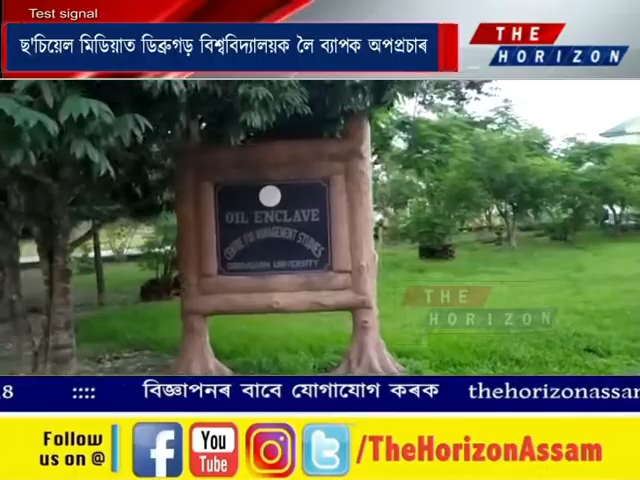 Test signal
ছ'চিয়েল মিডিয়াত ডিব্ৰুগড় বিশ্ববিদ্যালয়ক লৈ ব্যাপক অপপ্ৰচাৰ
THE
HORIZON
OIL ENCLAVE
CENTRE FOR MANAGEMENT STUDIES
DIBRUGARH UNIVERSITY
THE
HORIZON
8 :::: বিজ্ঞাপনৰ বাবে যোগাযোগ কৰক thehorizonassam
Follow
us on @
You
Tube
/TheHorizonAssam